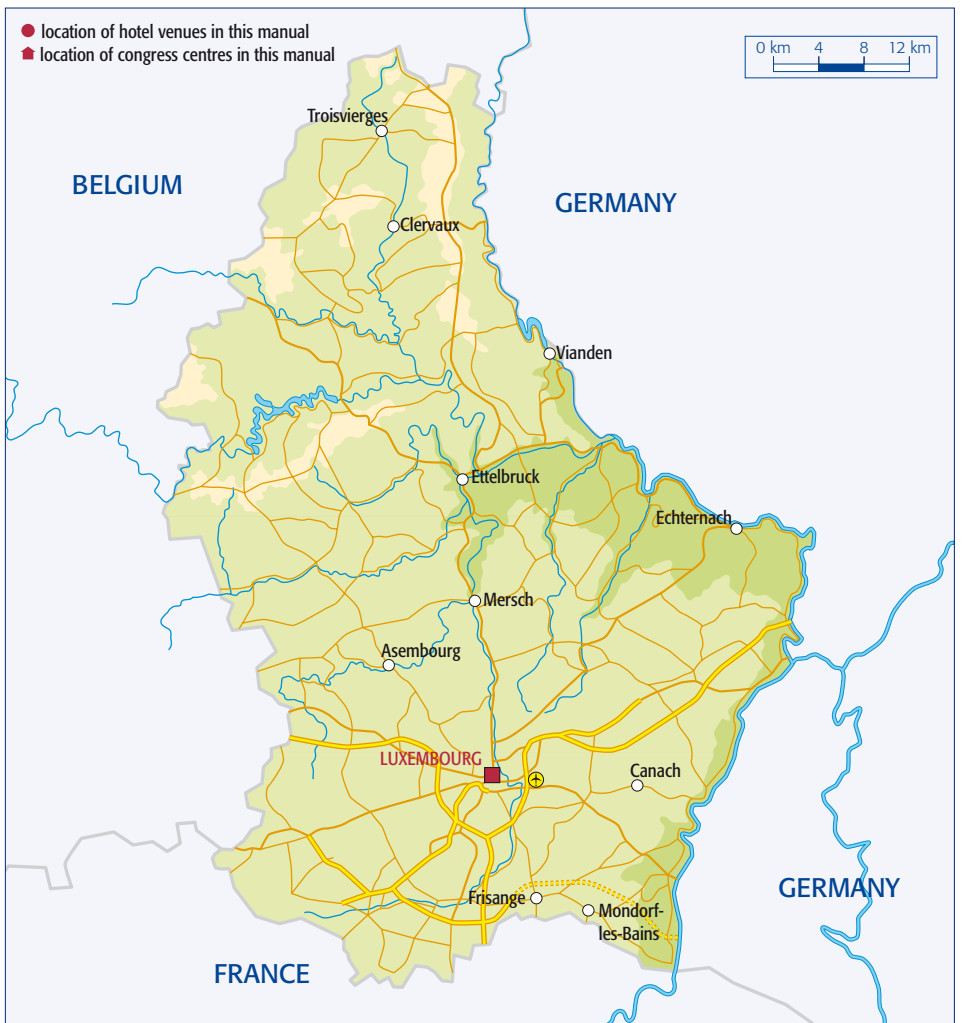 location of hotel venues in this manual
location of congress centres in this manual
0 km 4 8 12 km
Troisvierges
BELGIUM
GERMANY
Clervaux
Vianden
Ettelbruck
Echternach
Mersch
Asembourg
LUXEMBOURG
Canach
Frisange
GERMANY
Mondorf-
les-Bains
FRANCE